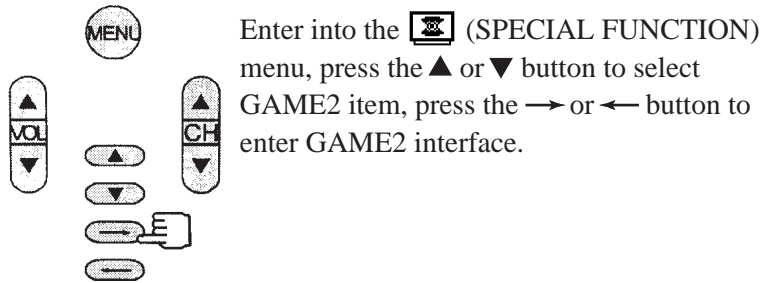 MENU
VOL
CH
Enter into the (SPECIAL FUNCTION)
menu, press the ▲ or ▼ button to select
GAME2 item, press the → or ← button to
enter GAME2 interface.